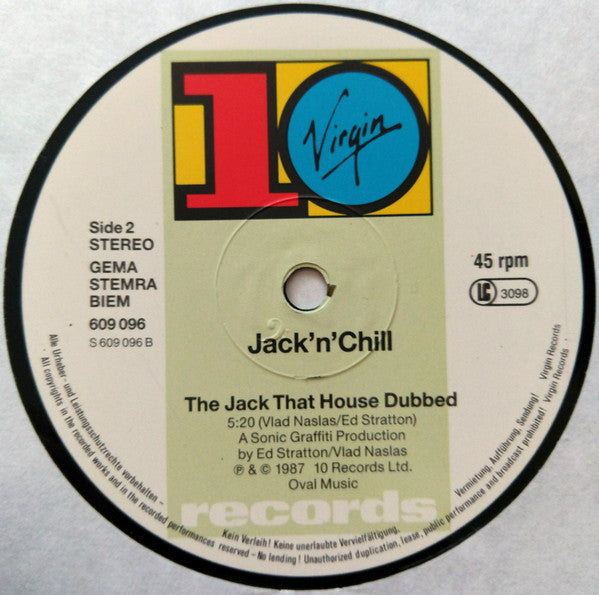 10
Virgin
Side 2
STEREO
GEMA
STEMRA
BIEM
609 096
S 609 096 B
45 rpm
LC 3098
Jack'n'Chill
The Jack That House Dubbed
5:20 (Vlad Naslas/Ed Stratton)
A Sonic Graffiti Production
by Ed Stratton/Vlad Naslas
℗ & © 1987 10 Records Ltd.
Oval Music
records
Alle Urheber- und Leistungsschutzrechte vorbehalten – Kein Verleih! Keine unerlaubte Vervielfältigung, Vermietung, Aufführung, Sendung! Virgin Records
All copyrights in the recorded works and in the recorded performances reserved – No lending! Unauthorized duplication, lease, public performance and broadcast prohibited! Virgin Records